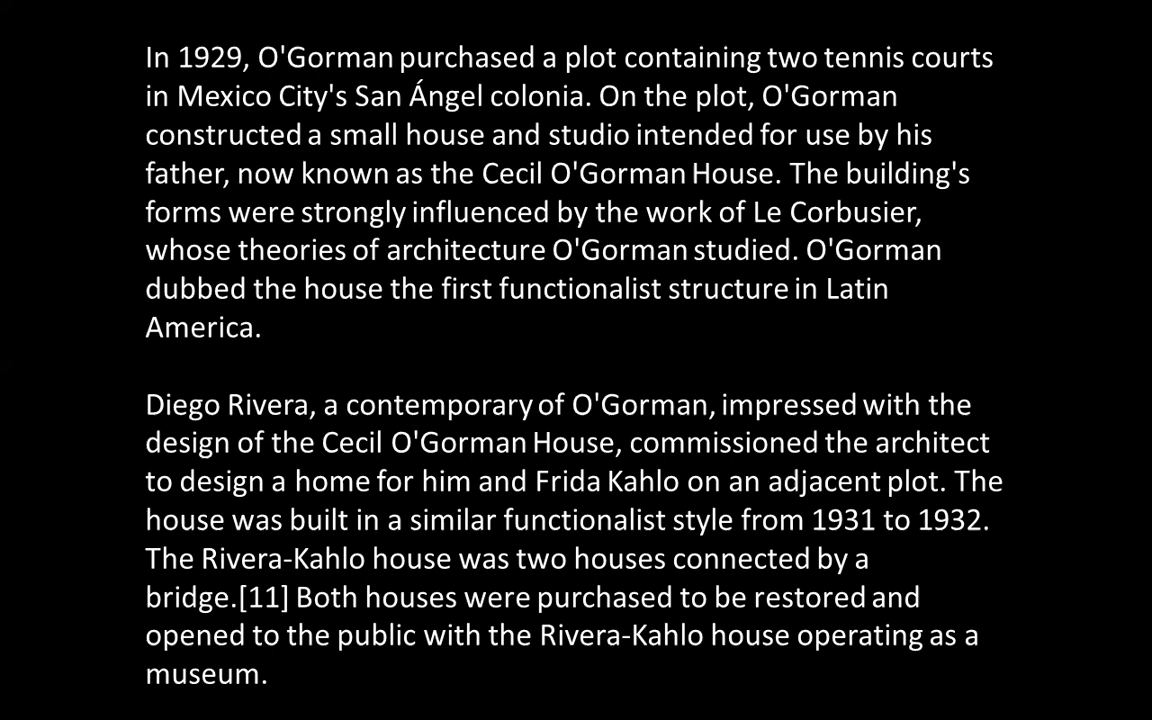 In 1929, O'Gorman purchased a plot containing two tennis courts
in Mexico City's San Ángel colonia. On the plot, O'Gorman
constructed a small house and studio intended for use by his
father, now known as the Cecil O'Gorman House. The building's
forms were strongly influenced by the work of Le Corbusier,
whose theories of architecture O'Gorman studied. O'Gorman
dubbed the house the first functionalist structure in Latin
America.
Diego Rivera, a contemporary of O'Gorman, impressed with the
design of the Cecil O'Gorman House, commissioned the architect
to design a home for him and Frida Kahlo on an adjacent plot. The
house was built in a similar functionalist style from 1931 to 1932.
The Rivera-Kahlo house was two houses connected by a
bridge.[11] Both houses were purchased to be restored and
opened to the public with the Rivera-Kahlo house operating as a
museum.